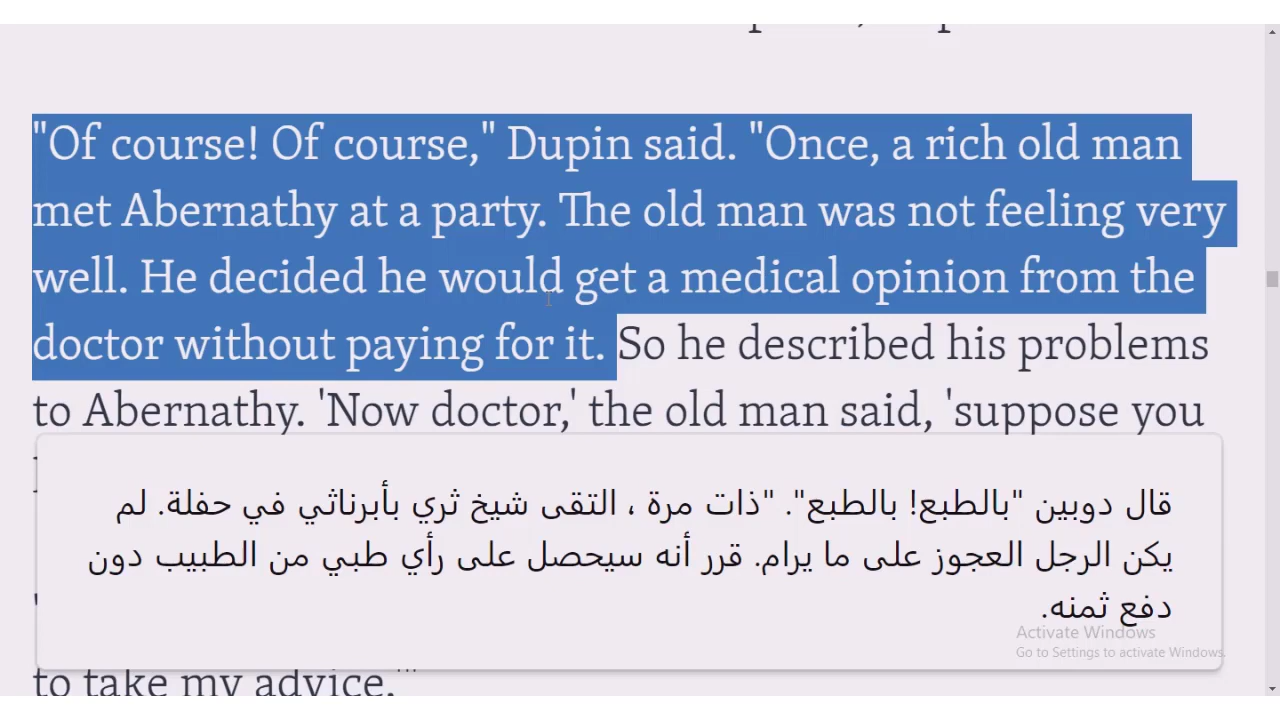 "Of course! Of course," Dupin said. "Once, a rich old man
met Abernathy at a party. The old man was not feeling very
well. He decided he would get a medical opinion from the
doctor without paying for it. So he described his problems
to Abernathy. 'Now doctor,' the old man said, 'suppose you
قال دوبين "بالطبع! بالطبع". "ذات مرة ، التقى شيخ ثري بأبرناثي في حفلة. لم
يكن الرجل العجوز على ما يرام. قرر أنه سيحصل على رأي طبي من الطبيب دون
دفع ثمنه.
Activate Windows
Go to Settings to activate Windows.
to take my advice.'"